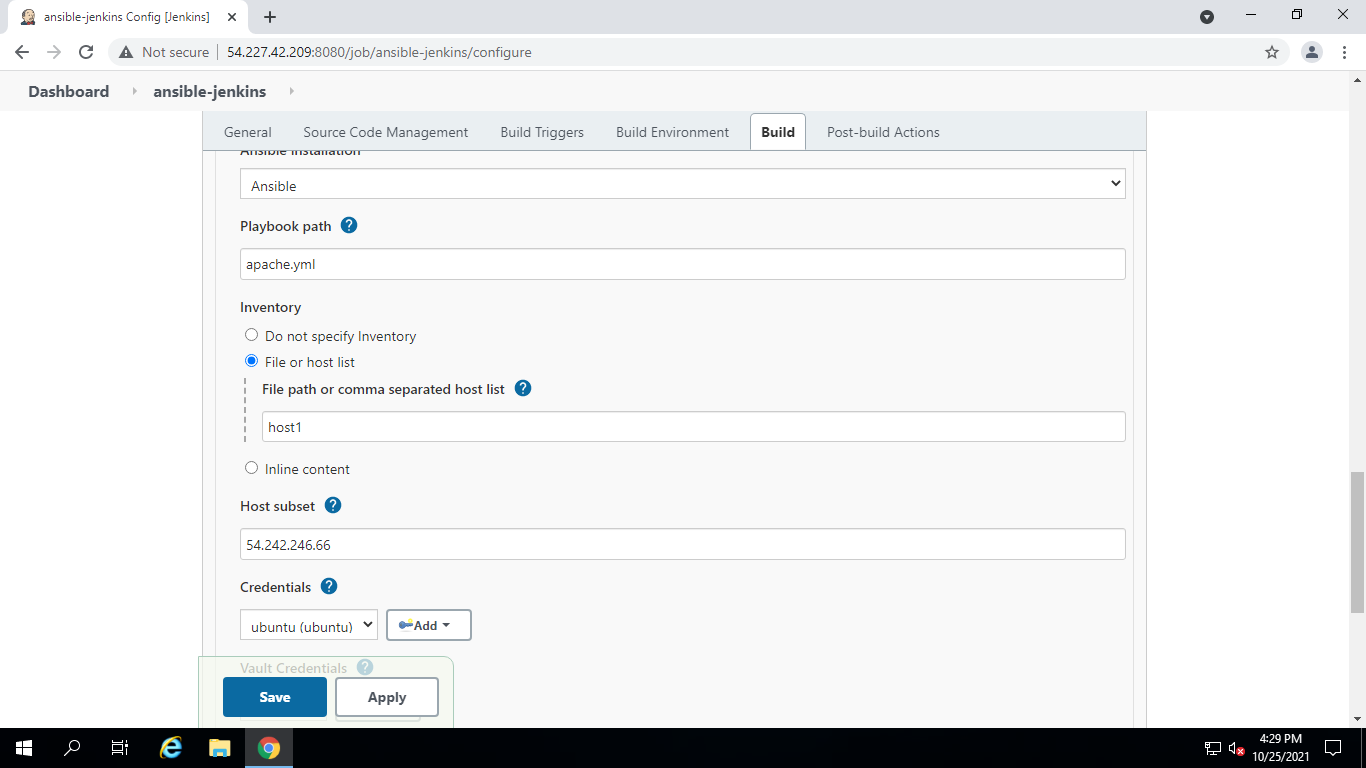 ansible-jenkins Config [Jenkins]
Not secure
54.227.42.209:8080/job/ansible-jenkins/configure
Dashboard
ansible-jenkins
General
Source Code Management
Build Triggers
Build Environment
Build
Post-build Actions
Ansible installation
Ansible
Playbook path ?
apache.yml
Inventory
Do not specify Inventory
File or host list
File path or comma separated host list ?
host1
Inline content
Host subset ?
54.242.246.66
Credentials ?
ubuntu (ubuntu)
Add
Vault Credentials ?
Save
Apply
4:29 PM
10/25/2021